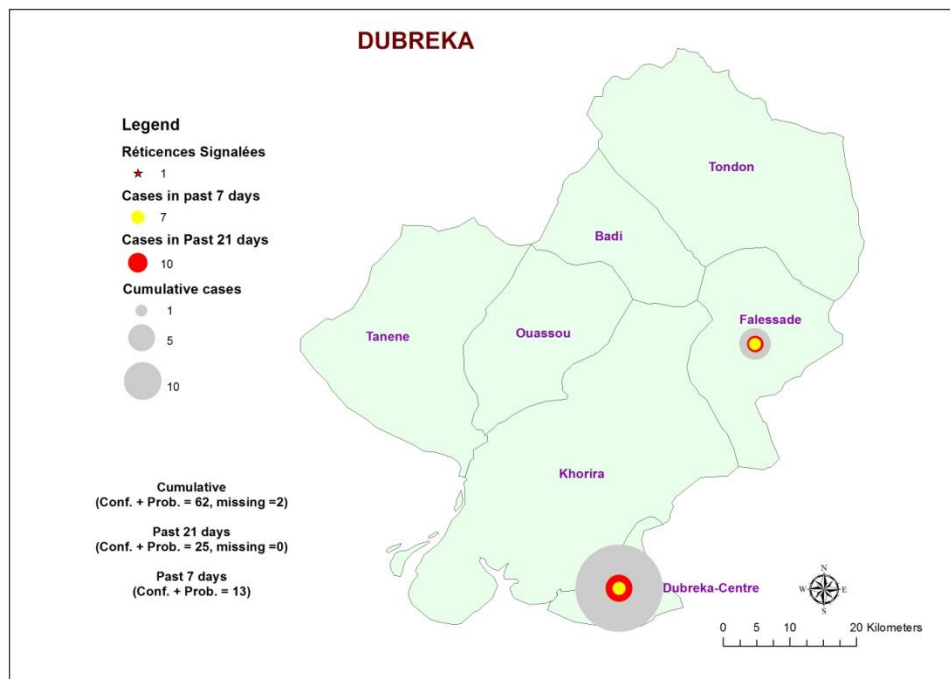 DUBREKA
Legend
Réticences Signalées
1
Cases in past 7 days
7
Cases in Past 21 days
10
Cumulative cases
1
5
10
Cumulative
(Conf. + Prob. = 62, missing =2)
Past 21 days
(Conf. + Prob. = 25, missing =0)
Past 7 days
(Conf. + Prob. = 13)
Tondon
Badi
Falessade
Ouassou
Tanene
Khorira
Dubreka-Centre
N
W E
S
0 5 10 20 Kilometers